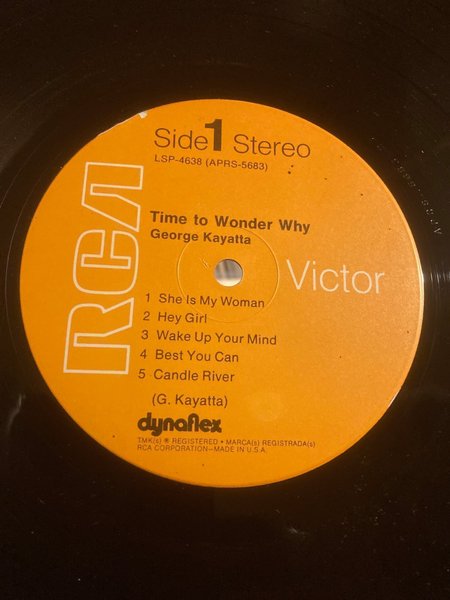 Side 1 Stereo
LSP-4638 (APRS-5683)
RCA
Time to Wonder Why
George Kayatta
Victor
1 She Is My Woman
2 Hey Girl
3 Wake Up Your Mind
4 Best You Can
5 Candle River
(G. Kayatta)
dynaflex
TMK(s) ® REGISTERED • MARCA(s) REGISTRADA(s)
RCA CORPORATION—MADE IN U.S.A.